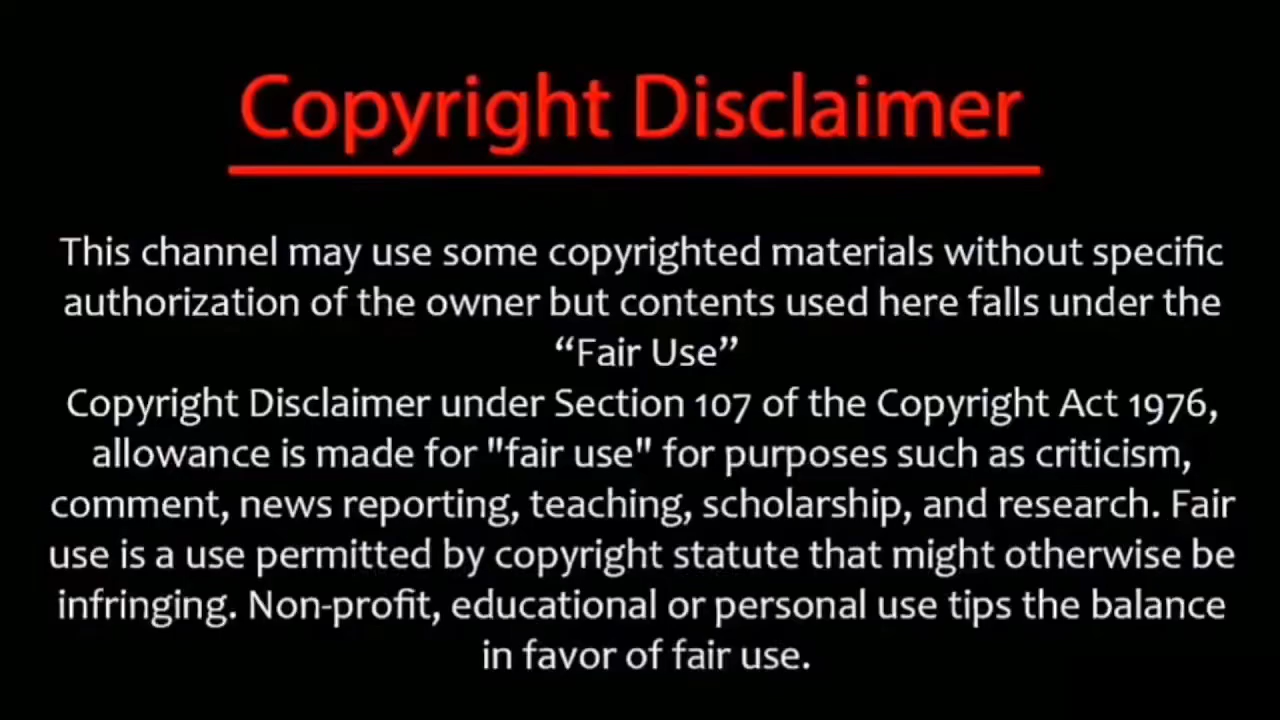 Copyright Disclaimer
This channel may use some copyrighted materials without specific
authorization of the owner but contents used here falls under the
“Fair Use”
Copyright Disclaimer under Section 107 of the Copyright Act 1976,
allowance is made for "fair use" for purposes such as criticism,
comment, news reporting, teaching, scholarship, and research. Fair
use is a use permitted by copyright statute that might otherwise be
infringing. Non-profit, educational or personal use tips the balance
in favor of fair use.